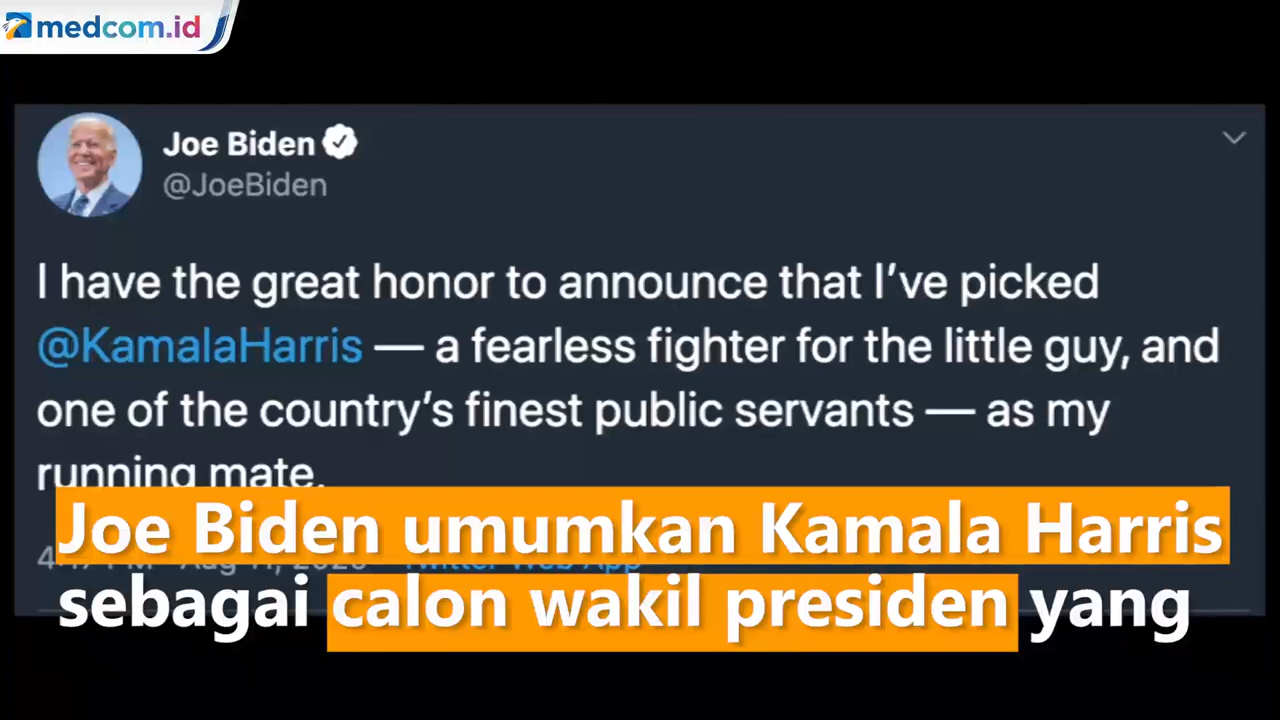 medcom.id
Joe Biden
@JoeBiden
I have the great honor to announce that I've picked
@KamalaHarris — a fearless fighter for the little guy, and
one of the country's finest public servants — as my
running mate.
Joe Biden umumkan Kamala Harris
sebagai calon wakil presiden yang